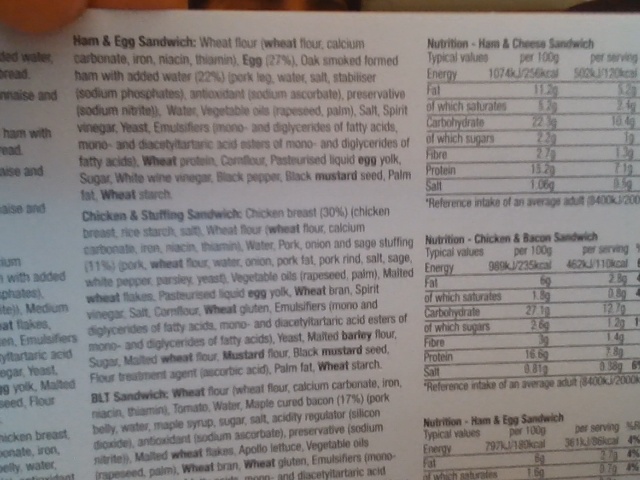 ded water,
bread.
nnaise and
ham with
ead.
aise and
aise and
ium
with added
phates),
ite)), Medium
eat flakes,
en, Emulsifiers
yltartaric acid
egar, Yeast,
gg yolk, Malted
seed, Flour
hicken breast,
onate, iron,
elly, water,
Ham & Egg Sandwich: Wheat flour (wheat flour, calcium
carbonate, iron, niacin, thiamin), Egg (27%), Oak smoked formed
ham with added water (22%) (pork leg, water, salt, stabiliser
(sodium phosphates), antioxidant (sodium ascorbate), preservative
(sodium nitrite)), Water, Vegetable oils (rapeseed, palm), Salt, Spirit
vinegar, Yeast, Emulsifiers (mono- and diglycerides of fatty acids,
mono- and diacetyltartaric acid esters of mono- and diglycerides of
fatty acids), Wheat protein, Cornflour, Pasteurised liquid egg yolk,
Sugar, White wine vinegar, Black pepper, Black mustard seed, Palm
fat, Wheat starch.
Chicken & Stuffing Sandwich: Chicken breast (30%) (chicken
breast, rice starch, salt), Wheat flour (wheat flour, calcium
carbonate, iron, niacin, thiamin), Water, Pork, onion and sage stuffing
(11%) (pork, wheat flour, water, onion, pork fat, pork rind, salt, sage,
white pepper, parsley, yeast), Vegetable oils (rapeseed, palm), Malted
wheat flakes, Pasteurised liquid egg yolk, Wheat bran, Spirit
vinegar, Salt, Cornflour, Wheat gluten, Emulsifiers (mono and
diglycerides of fatty acids, mono- and diacetyltartaric acid esters of
mono- and diglycerides of fatty acids), Yeast, Malted barley flour,
Sugar, Malted wheat flour, Mustard flour, Black mustard seed,
Flour treatment agent (ascorbic acid), Palm fat, Wheat starch.
BLT Sandwich: Wheat flour (wheat flour, calcium carbonate, iron,
niacin, thiamin), Tomato, Water, Maple cured bacon (17%) (pork
belly, water, maple syrup, sugar, salt, acidity regulator (silicon
dioxide), antioxidant (sodium ascorbate), preservative (sodium
nitrite)), Malted wheat flakes, Apollo lettuce, Vegetable oils
(rapeseed, palm), Wheat bran, Wheat gluten, Emulsifiers (mono-
mono- and diacetyltartaric acid
Nutrition - Ham & Cheese Sandwich
Typical values per 100g per serving
Energy 1074kJ/256kcal 502kJ/120kcal
Fat 11.2g 5.2g
of which saturates 5.2g 2.4g
Carbohydrate 22.3g 10.4g
of which sugars 2.2g 1g
Fibre 2.7g 1.3g
Protein 15.2g 7.1g
Salt 1.06g 0.5g
*Reference intake of an average adult (8400kJ/200
Nutrition - Chicken & Bacon Sandwich
Typical values per 100g per serving
Energy 989kJ/235kcal 462kJ/110kcal
Fat 6g 2.8g
of which saturates 1.8g 0.8g
Carbohydrate 27.1g 12.7g
of which sugars 2.6g 1.2g
Fibre 3g 1.4g
Protein 16.6g 7.8g
Salt 0.81g 0.38g
*Reference intake of an average adult (8400kJ/2000k
Nutrition - Ham & Egg Sandwich
Typical values per 100g per serving %R
Energy 797kJ/190kcal 361kJ/86kcal 4%
Fat 8g 3.7g
of which saturates 1.6g 0.7g 4%